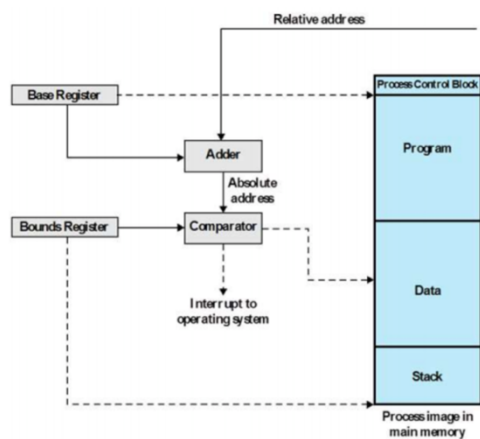 Relative address
Process Control Block
Base Register
Program
Adder
Absolute
address
Bounds Register
Comparator
Data
Interrupt to
operating system
Stack
Process image in
main memory